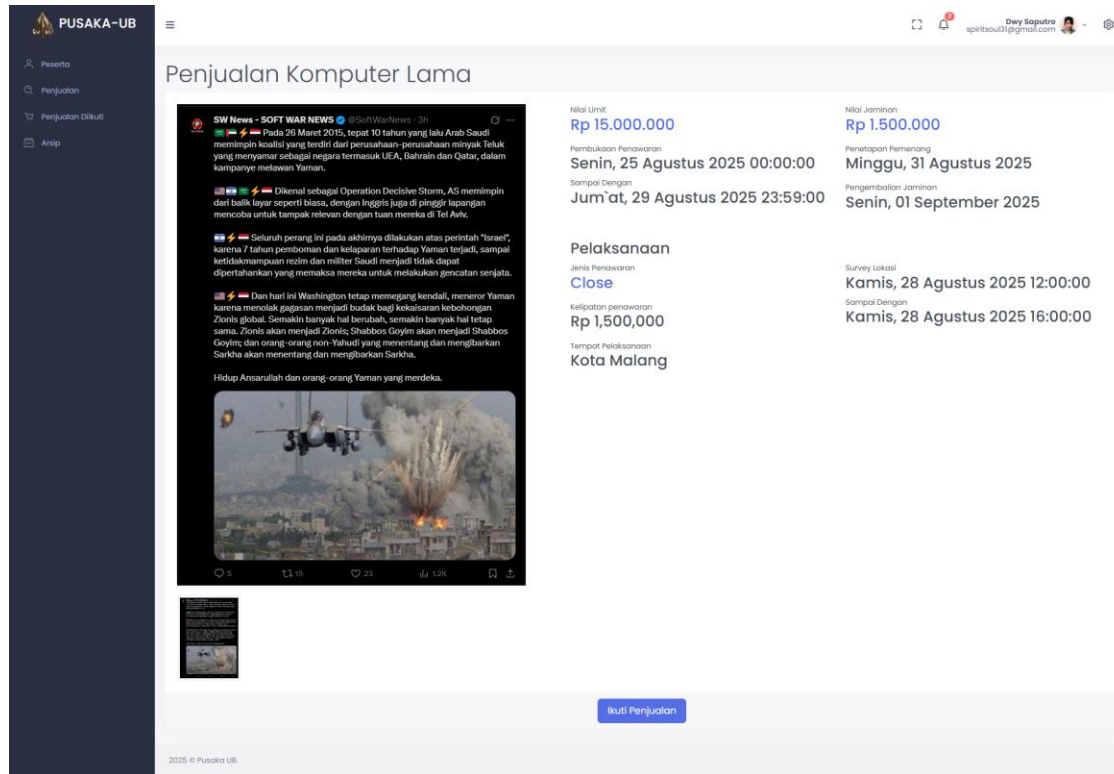 PUSAKA-UB
2
Dwy Saputro
spiritsoul31@gmail.com
Peserta
Penjualan
Penjualan Diikuti
Arsip
Penjualan Komputer Lama
SW News - SOFT WAR NEWS @SoftWarNews · 3h
Pada 26 Maret 2015, tepat 10 tahun yang lalu Arab Saudi
memimpin koalisi yang terdiri dari perusahaan-perusahaan minyak Teluk
yang menyamar sebagai negara termasuk UEA, Bahrain dan Qatar, dalam
kampanye melawan Yaman.
Dikenal sebagai Operation Decisive Storm, AS memimpin
dari balik layar seperti biasa, dengan Inggris juga di pinggir lapangan
mencoba untuk tampak relevan dengan tuan mereka di Tel Aviv.
Seluruh perang ini pada akhirnya dilakukan atas perintah "Israel",
karena 7 tahun pemboman dan kelaparan terhadap Yaman terjadi, sampai
ketidakmampuan rezim dan militer Saudi menjadi tidak dapat
dipertahankan yang memaksa mereka untuk melakukan gencatan senjata.
Dan hari ini Washington tetap memegang kendali, meneror Yaman
karena menolak gagasan menjadi budak bagi kekaisaran kebohongan
Zionis global. Semakin banyak hal berubah, semakin banyak hal tetap
sama. Zionis akan menjadi Zionis; Shabbos Goyim akan menjadi Shabbos
Goyim; dan orang-orang non-Yahudi yang menentang dan mengibarkan
Sarkha akan menentang dan mengibarkan Sarkha.
Hidup Ansarullah dan orang-orang Yaman yang merdeka.
5 15 23 1.2K
Nilai Limit
Rp 15.000.000
Pembukaan Penawaran
Senin, 25 Agustus 2025 00:00:00
Sampai Dengan
Jum`at, 29 Agustus 2025 23:59:00
Nilai Jaminan
Rp 1.500.000
Penetapan Pemenang
Minggu, 31 Agustus 2025
Pengembalian Jaminan
Senin, 01 September 2025
Pelaksanaan
Jenis Penawaran
Close
Kelipatan penawaran
Rp 1,500,000
Tempat Pelaksanaan
Kota Malang
Survey Lokasi
Kamis, 28 Agustus 2025 12:00:00
Sampai Dengan
Kamis, 28 Agustus 2025 16:00:00
Ikuti Penjualan
2025 © Pusaka UB.